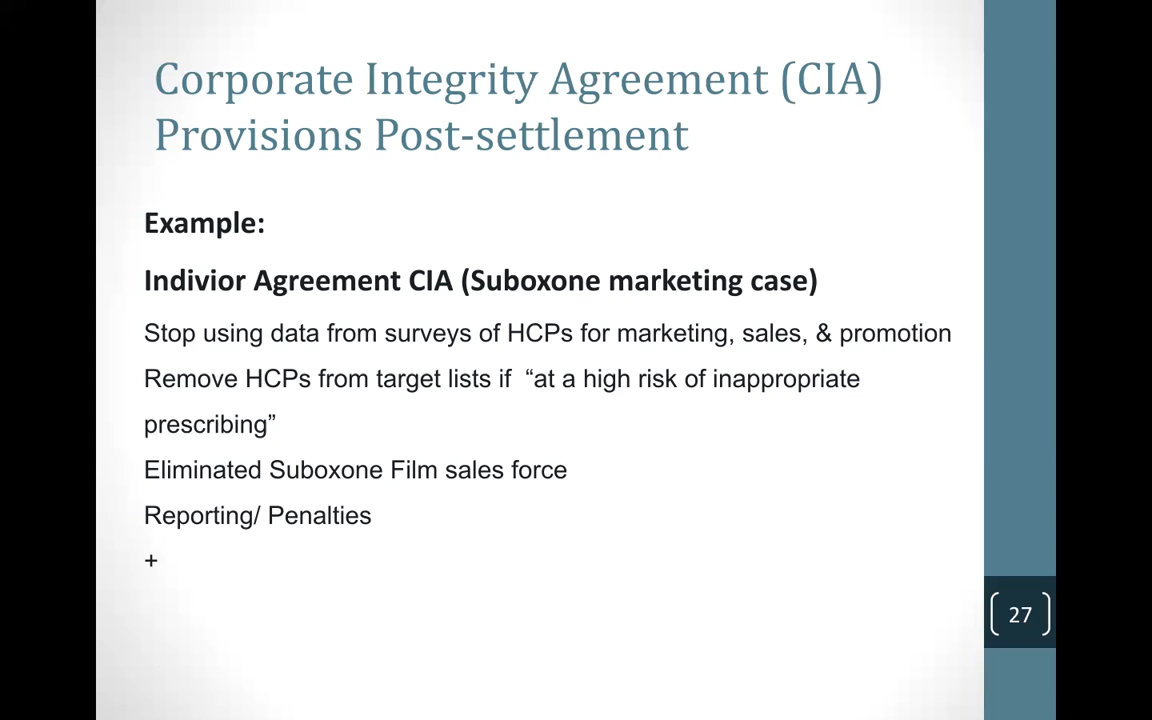 Corporate Integrity Agreement (CIA)
Provisions Post-settlement
Example:
Indivior Agreement CIA (Suboxone marketing case)
Stop using data from surveys of HCPs for marketing, sales, & promotion
Remove HCPs from target lists if “at a high risk of inappropriate
prescribing”
Eliminated Suboxone Film sales force
Reporting/ Penalties
+
27